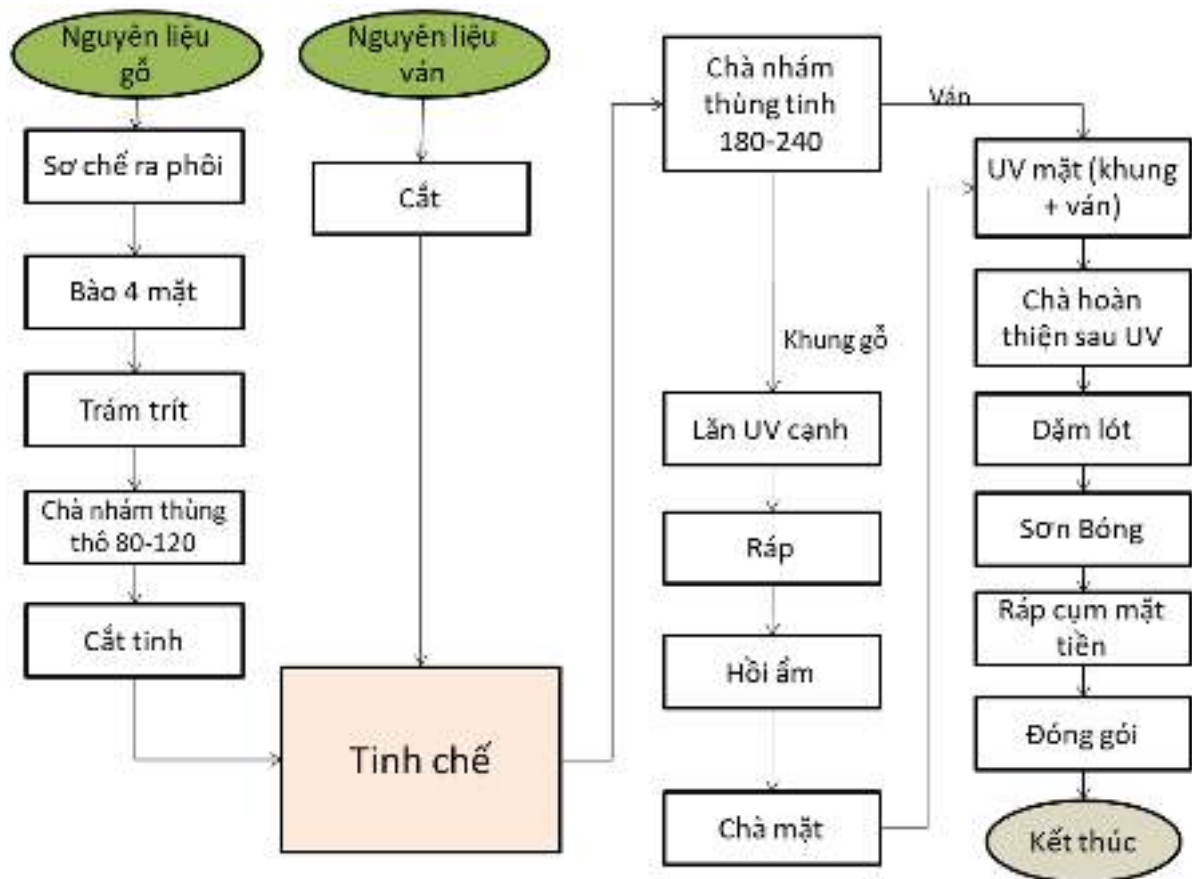 Nguyên liệu
gỗ
Sơ chế ra phôi
Bào 4 mặt
Trám trít
Chà nhám thùng
thô 80-120
Cắt tinh
Nguyên liệu
ván
Cắt
Tinh chế
Chà nhám
thùng tinh
180-240
Ván
Khung gỗ
Lăn UV cạnh
Ráp
Hồi ẩm
Chà mặt
UV mặt (khung
+ ván)
Chà hoàn
thiện sau UV
Dặm lót
Sơn Bóng
Ráp cụm mặt
tiền
Đóng gói
Kết thúc